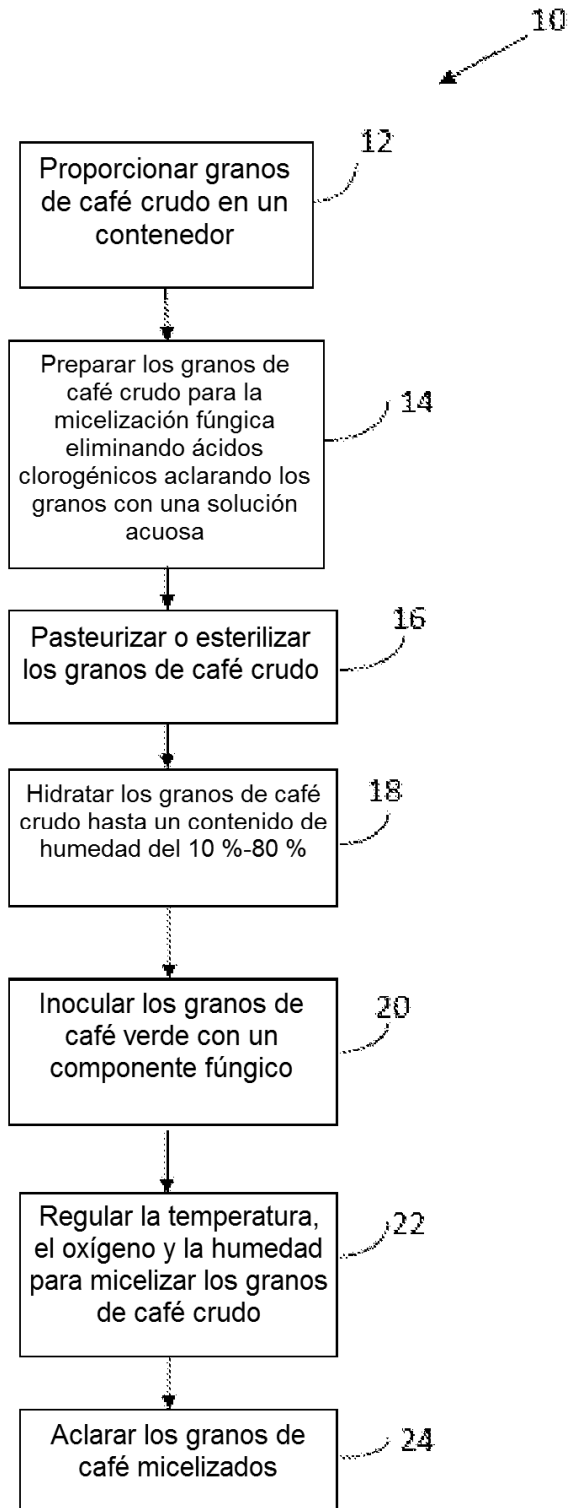 10
Proporcionar granos
de café crudo en un
contenedor
12
Preparar los granos de
café crudo para la
micelización fúngica
eliminando ácidos
clorogénicos aclarando los
granos con una solución
acuosa
14
Pasteurizar o esterilizar
los granos de café crudo
16
Hidratar los granos de café
crudo hasta un contenido de
humedad del 10 %-80 %
18
Inocular los granos de
café verde con un
componente fúngico
20
Regular la temperatura,
el oxígeno y la humedad
para micelizar los granos
de café crudo
22
Aclarar los granos de
café micelizados
24